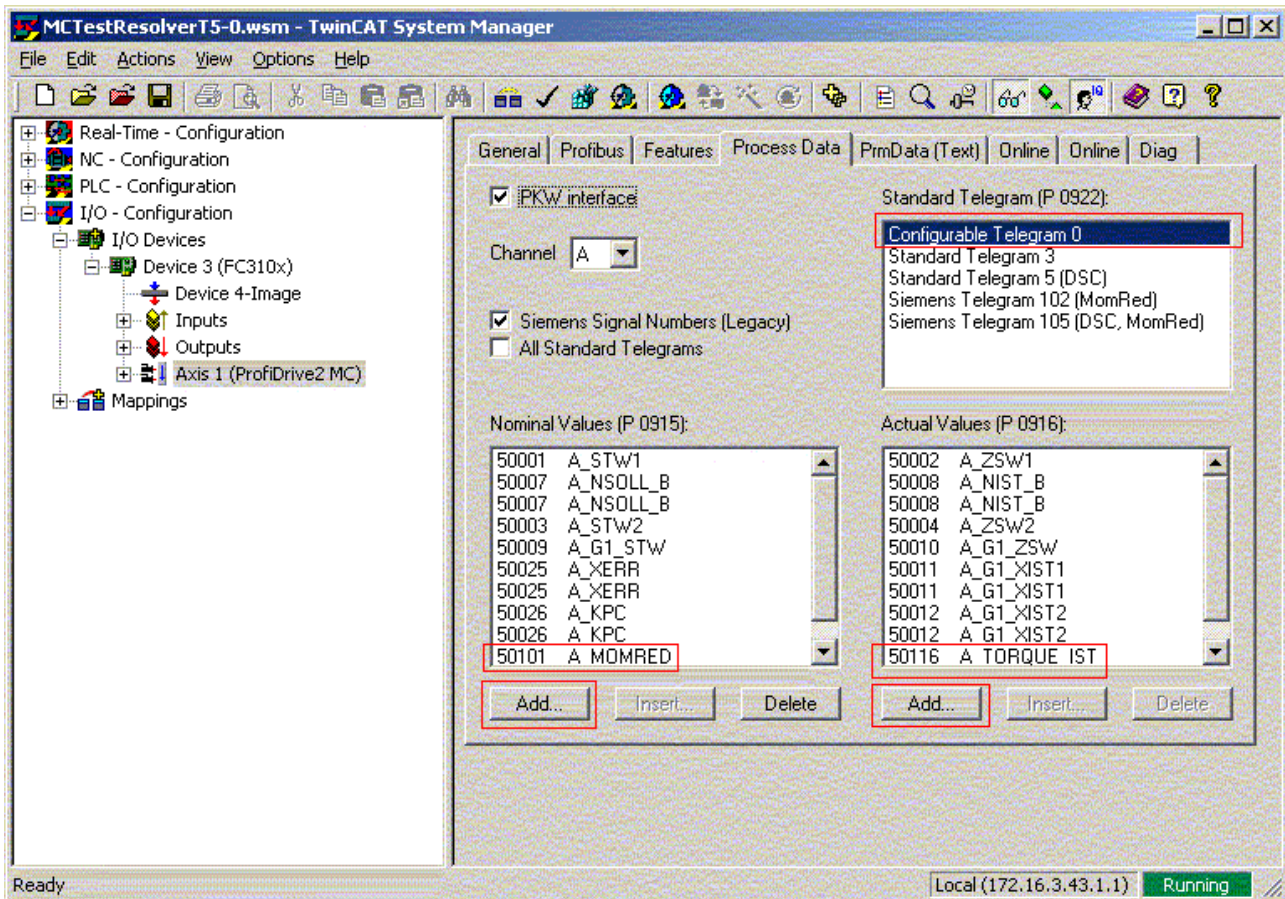 MCTestResolverT5-0.wsm - TwinCAT System Manager
File Edit Actions View Options Help
Real-Time - Configuration
NC - Configuration
PLC - Configuration
I/O - Configuration
I/O Devices
Device 3 (FC310x)
Device 4-Image
Inputs
Outputs
Axis 1 (ProfiDrive2 MC)
Mappings
General Profibus Features Process Data PrmData (Text) Online Online Diag
PKW interface
Channel A
Siemens Signal Numbers (Legacy)
All Standard Telegrams
Standard Telegram (P 0922):
Configurable Telegram 0
Standard Telegram 3
Standard Telegram 5 (DSC)
Siemens Telegram 102 (MomRed)
Siemens Telegram 105 (DSC, MomRed)
Nominal Values (P 0915):
50001 A_STW1
50007 A_NSOLL_B
50007 A_NSOLL_B
50003 A_STW2
50009 A_G1_STW
50025 A_XERR
50025 A_XERR
50026 A_KPC
50026 A_KPC
50101 A_MOMRED
Add... Insert... Delete
Actual Values (P 0916):
50002 A_ZSW1
50008 A_NIST_B
50008 A_NIST_B
50004 A_ZSW2
50010 A_G1_ZSW
50011 A_G1_XIST1
50011 A_G1_XIST1
50012 A_G1_XIST2
50012 A_G1_XIST2
50116 A_TORQUE_IST
Add... Insert... Delete
Ready
Local (172.16.3.43.1.1) Running